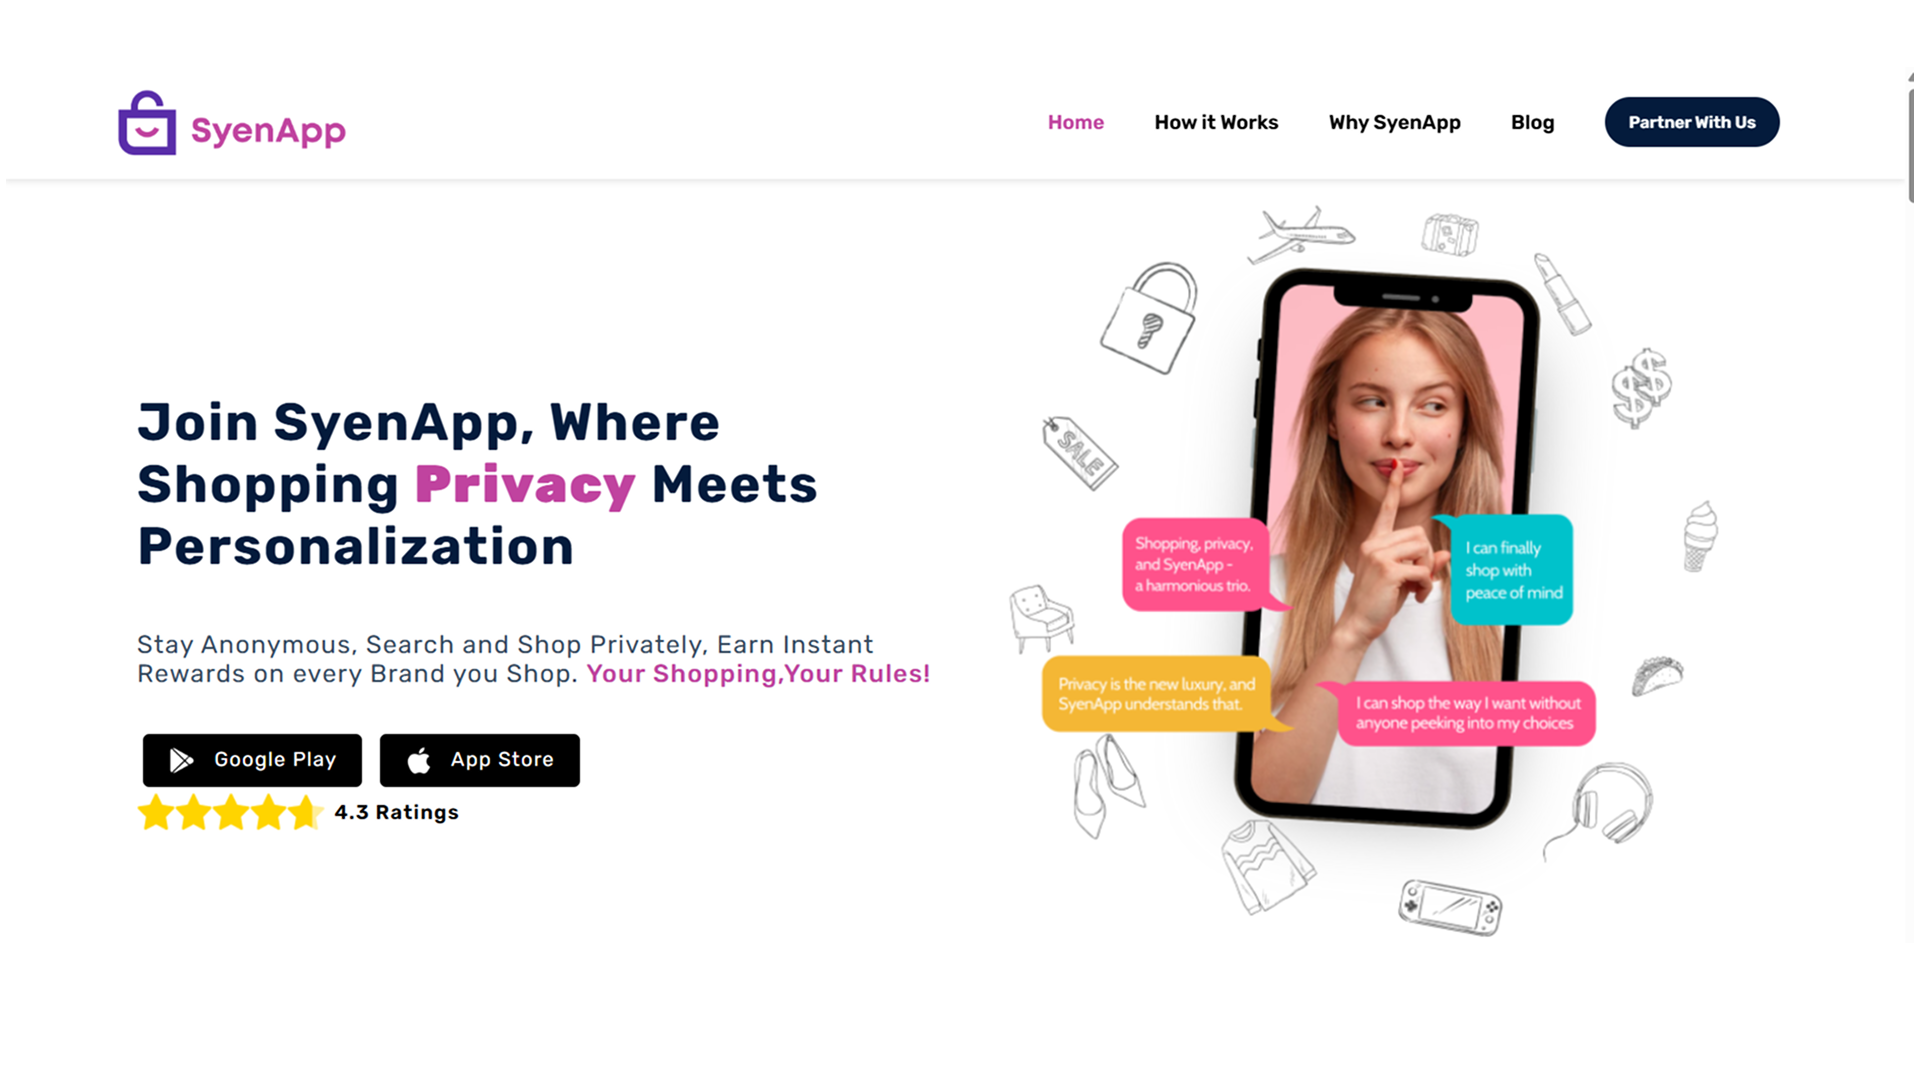 SyenApp
Home
How it Works
Why SyenApp
Blog
Partner With Us
Join SyenApp, Where
Shopping Privacy Meets
Personalization
Stay Anonymous, Search and Shop Privately, Earn Instant
Rewards on every Brand you Shop. Your Shopping,Your Rules!
Google Play
App Store
4.3 Ratings
SALE
$$
Shopping, privacy,
and SyenApp -
a harmonious trio.
I can finally
shop with
peace of mind
Privacy is the new luxury, and
SyenApp understands that.
I can shop the way I want without
anyone peeking into my choices